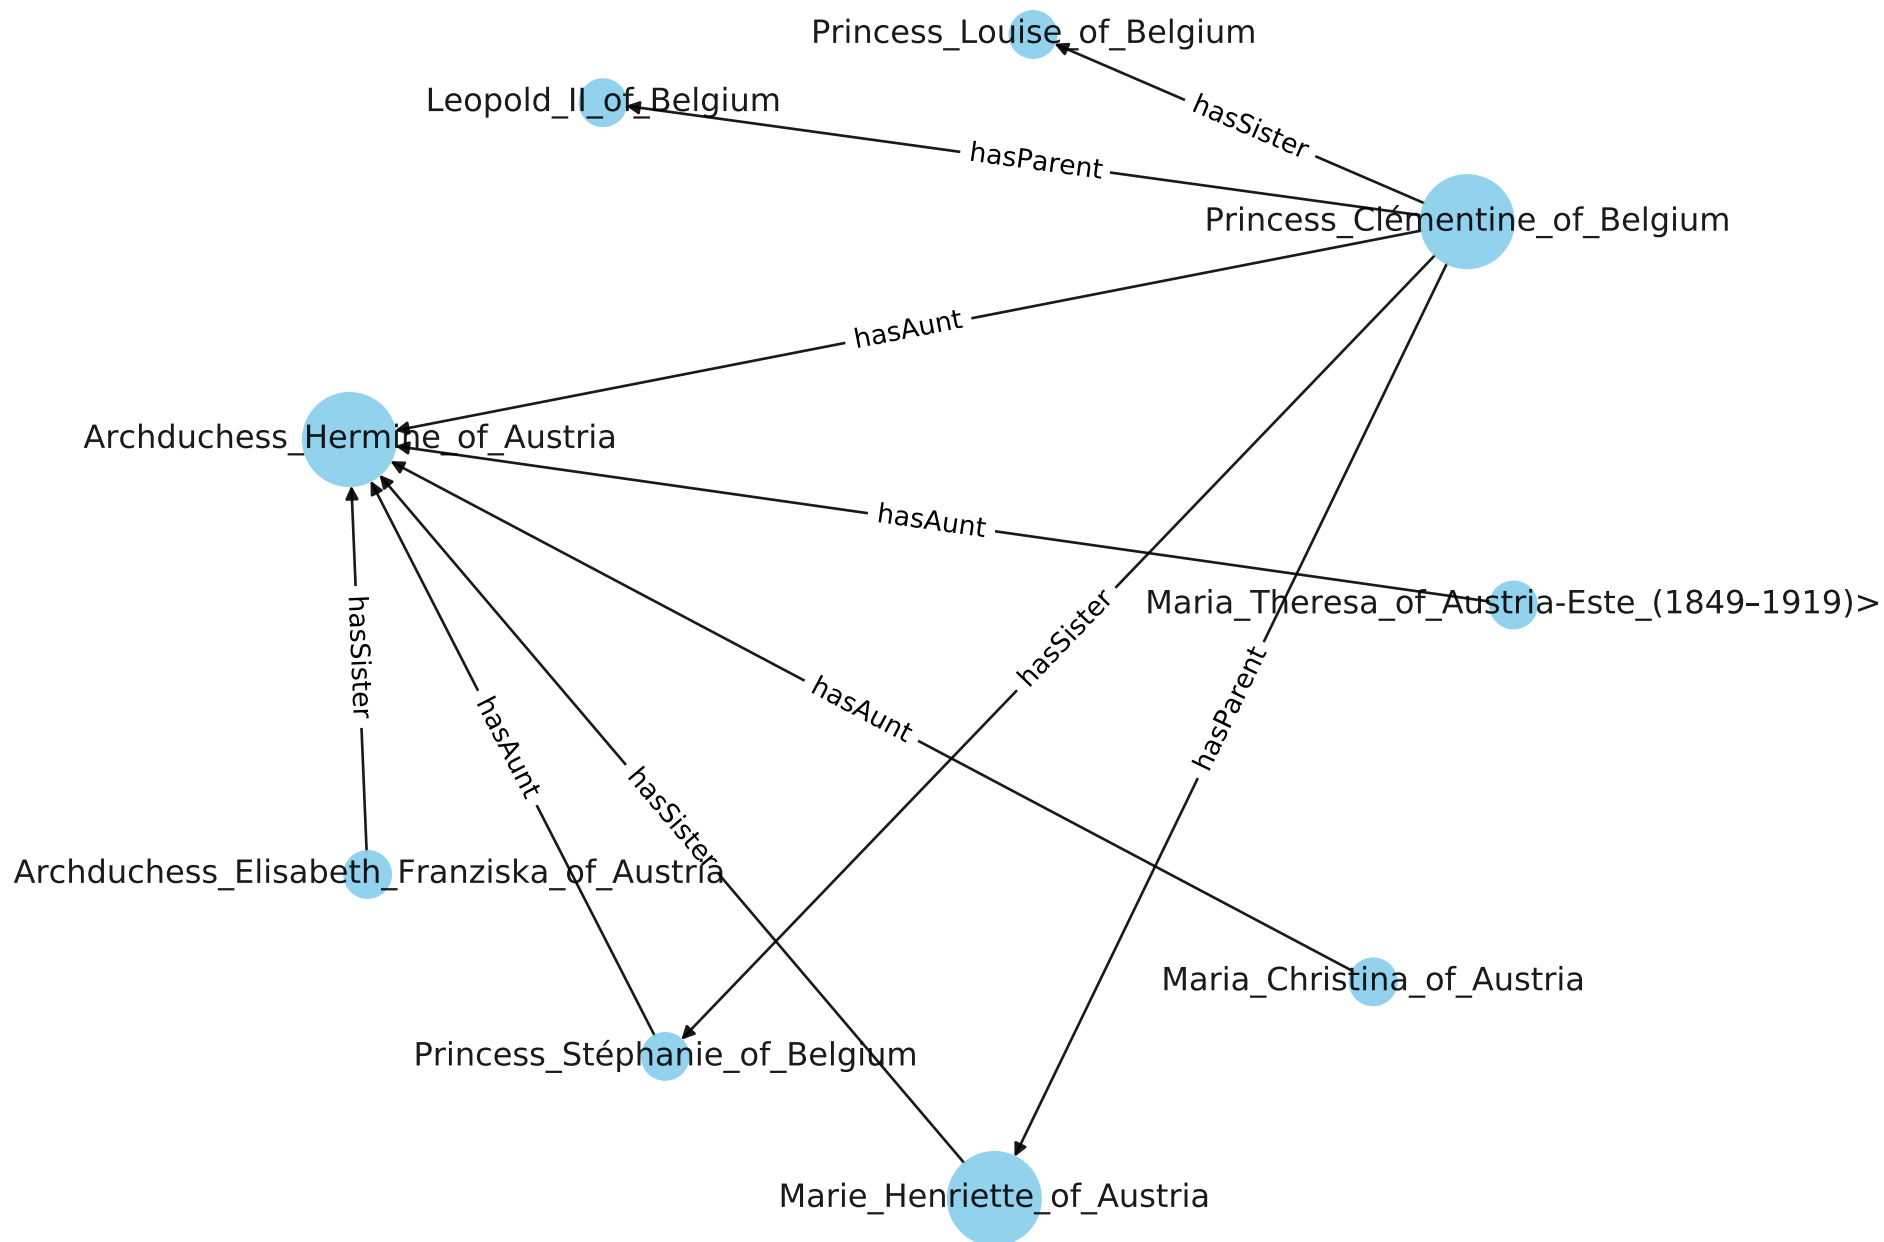 Princess_Louise_of_Belgium
Leopold_II_of_Belgium
hasSister
hasParent
Princess_Clémentine_of_Belgium
hasAunt
Archduchess_Hermine_of_Austria
hasAunt
Maria_Theresa_of_Austria-Este_(1849–1919)>
hasSister
hasSister
hasParent
hasAunt
hasAunt
hasSister
Archduchess_Elisabeth_Franziska_of_Austria
Maria_Christina_of_Austria
Princess_Stéphanie_of_Belgium
Marie_Henriette_of_Austria